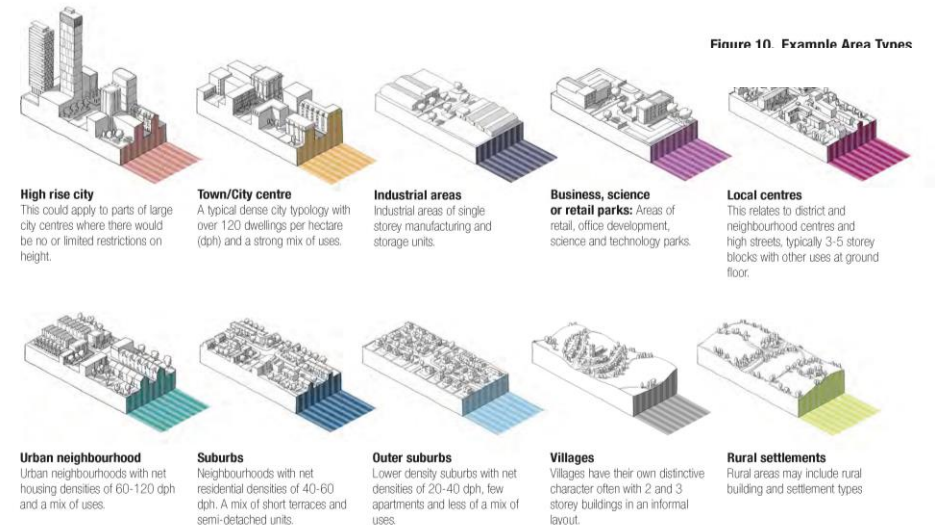 Figure 10. Example Area Types
High rise city
This could apply to parts of large
city centres where there would
be no or limited restrictions on
height.
Town/City centre
A typical dense city typology with
over 120 dwellings per hectare
(dph) and a strong mix of uses.
Industrial areas
Industrial areas of single
storey manufacturing and
storage units.
Business, science
or retail parks: Areas of
retail, office development,
science and technology parks.
Local centres
This relates to district and
neighbourhood centres and
high streets, typically 3-5 storey
blocks with other uses at ground
floor.
Urban neighbourhood
Urban neighbourhoods with net
housing densities of 60-120 dph
and a mix of uses.
Suburbs
Neighbourhoods with net
residential densities of 40-60
dph. A mix of short terraces and
semi-detached units.
Outer suburbs
Lower density suburbs with net
densities of 20-40 dph, few
apartments and less of a mix of
uses.
Villages
Villages have their own distinctive
character often with 2 and 3
storey buildings in an informal
layout.
Rural settlements
Rural areas may include rural
building and settlement types